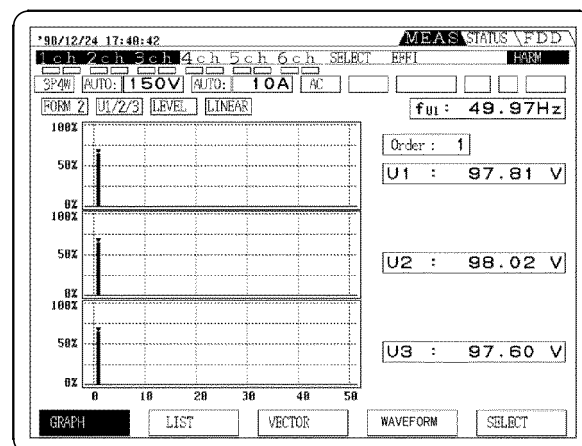 '98/12/24 17:48:42 MEAS STATUS FDD
1ch 2ch 3ch 4ch 5ch 6ch SELECT EFFI HARM
3P4W AUTO: 150V AUTO: 10A AC
FORM 2 U1/2/3 LEVEL LINEAR fU1: 49.97Hz
100%
Order: 1
50% U1 : 97.81 V
0%
100%
50% U2 : 98.02 V
0%
100%
50% U3 : 97.60 V
0%
0 10 20 30 40 50
GRAPH LIST VECTOR WAVEFORM SELECT